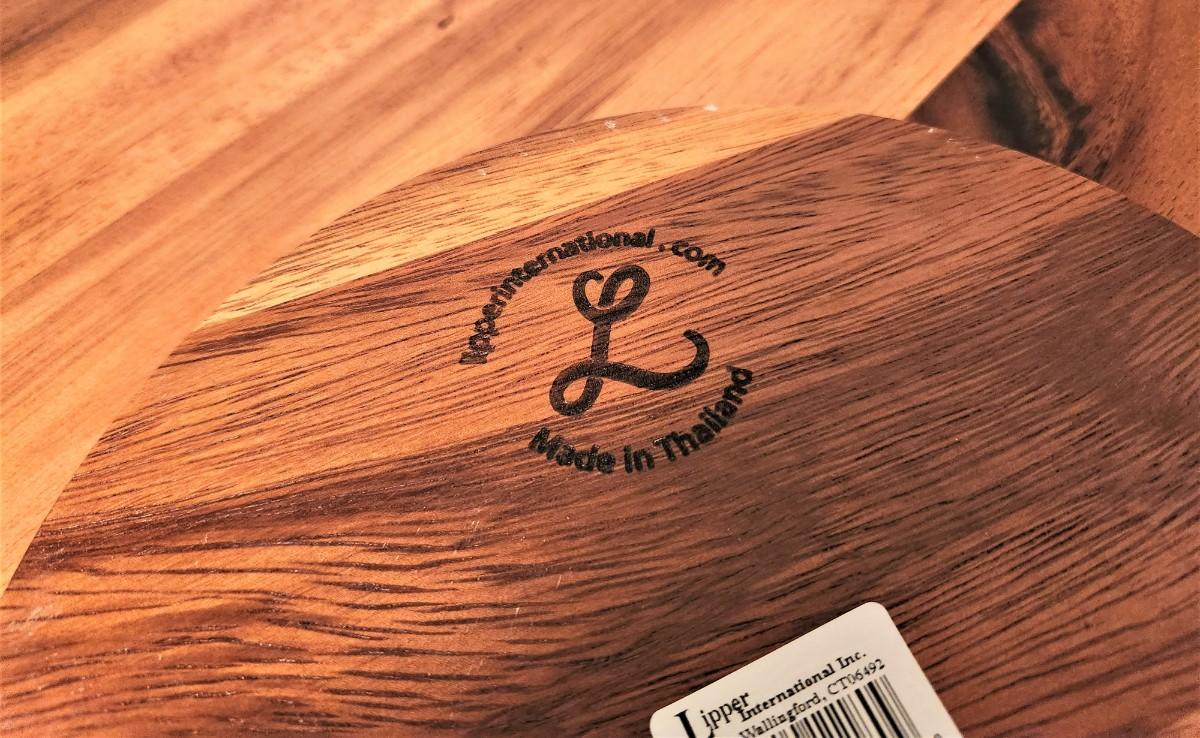 lipperinternational.com
L
Made in Thailand
Lipper
International Inc.
Wallingford, CT06492